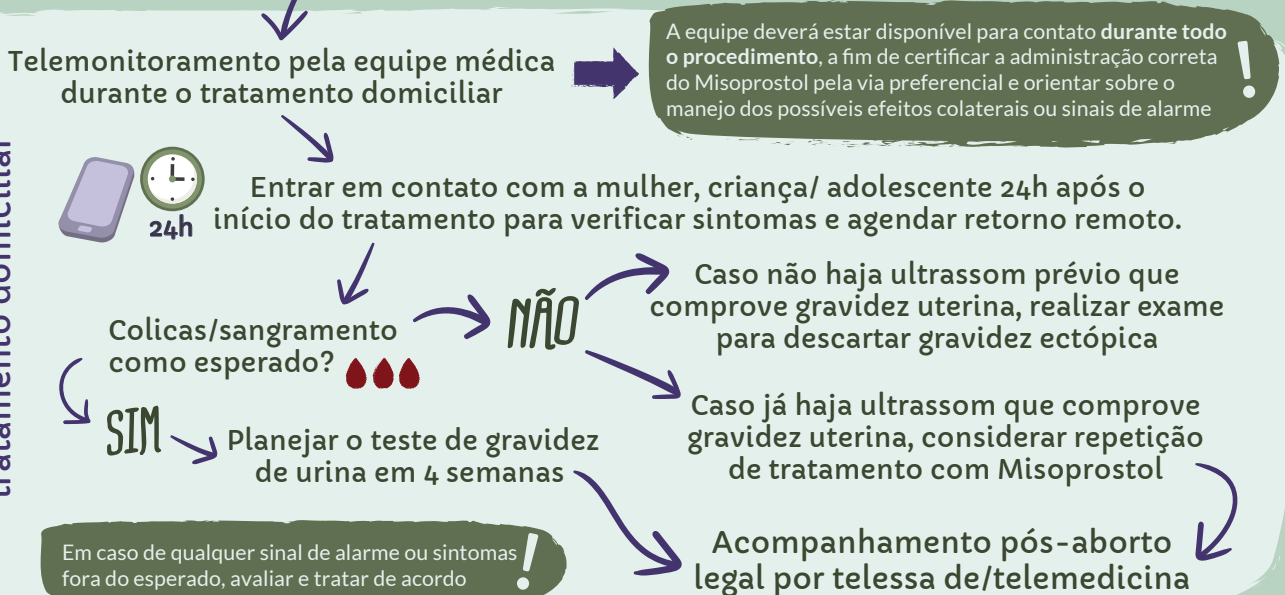 Telemonitoramento pela equipe médica
durante o tratamento domiciliar
A equipe deverá estar disponível para contato durante todo
o procedimento, a fim de certificar a administração correta
do Misoprostol pela via preferencial e orientar sobre o
manejo dos possíveis efeitos colaterais ou sinais de alarme
!
tratamento domiciliar
24h
Entrar em contato com a mulher, criança/ adolescente 24h após o
início do tratamento para verificar sintomas e agendar retorno remoto.
Colicas/sangramento
como esperado?
NÃO
Caso não haja ultrassom prévio que
comprove gravidez uterina, realizar exame
para descartar gravidez ectópica
Caso já haja ultrassom que comprove
gravidez uterina, considerar repetição
de tratamento com Misoprostol
SIM
Planejar o teste de gravidez
de urina em 4 semanas
Em caso de qualquer sinal de alarme ou sintomas
fora do esperado, avaliar e tratar de acordo
!
Acompanhamento pós-aborto
legal por telessa de/telemedicina